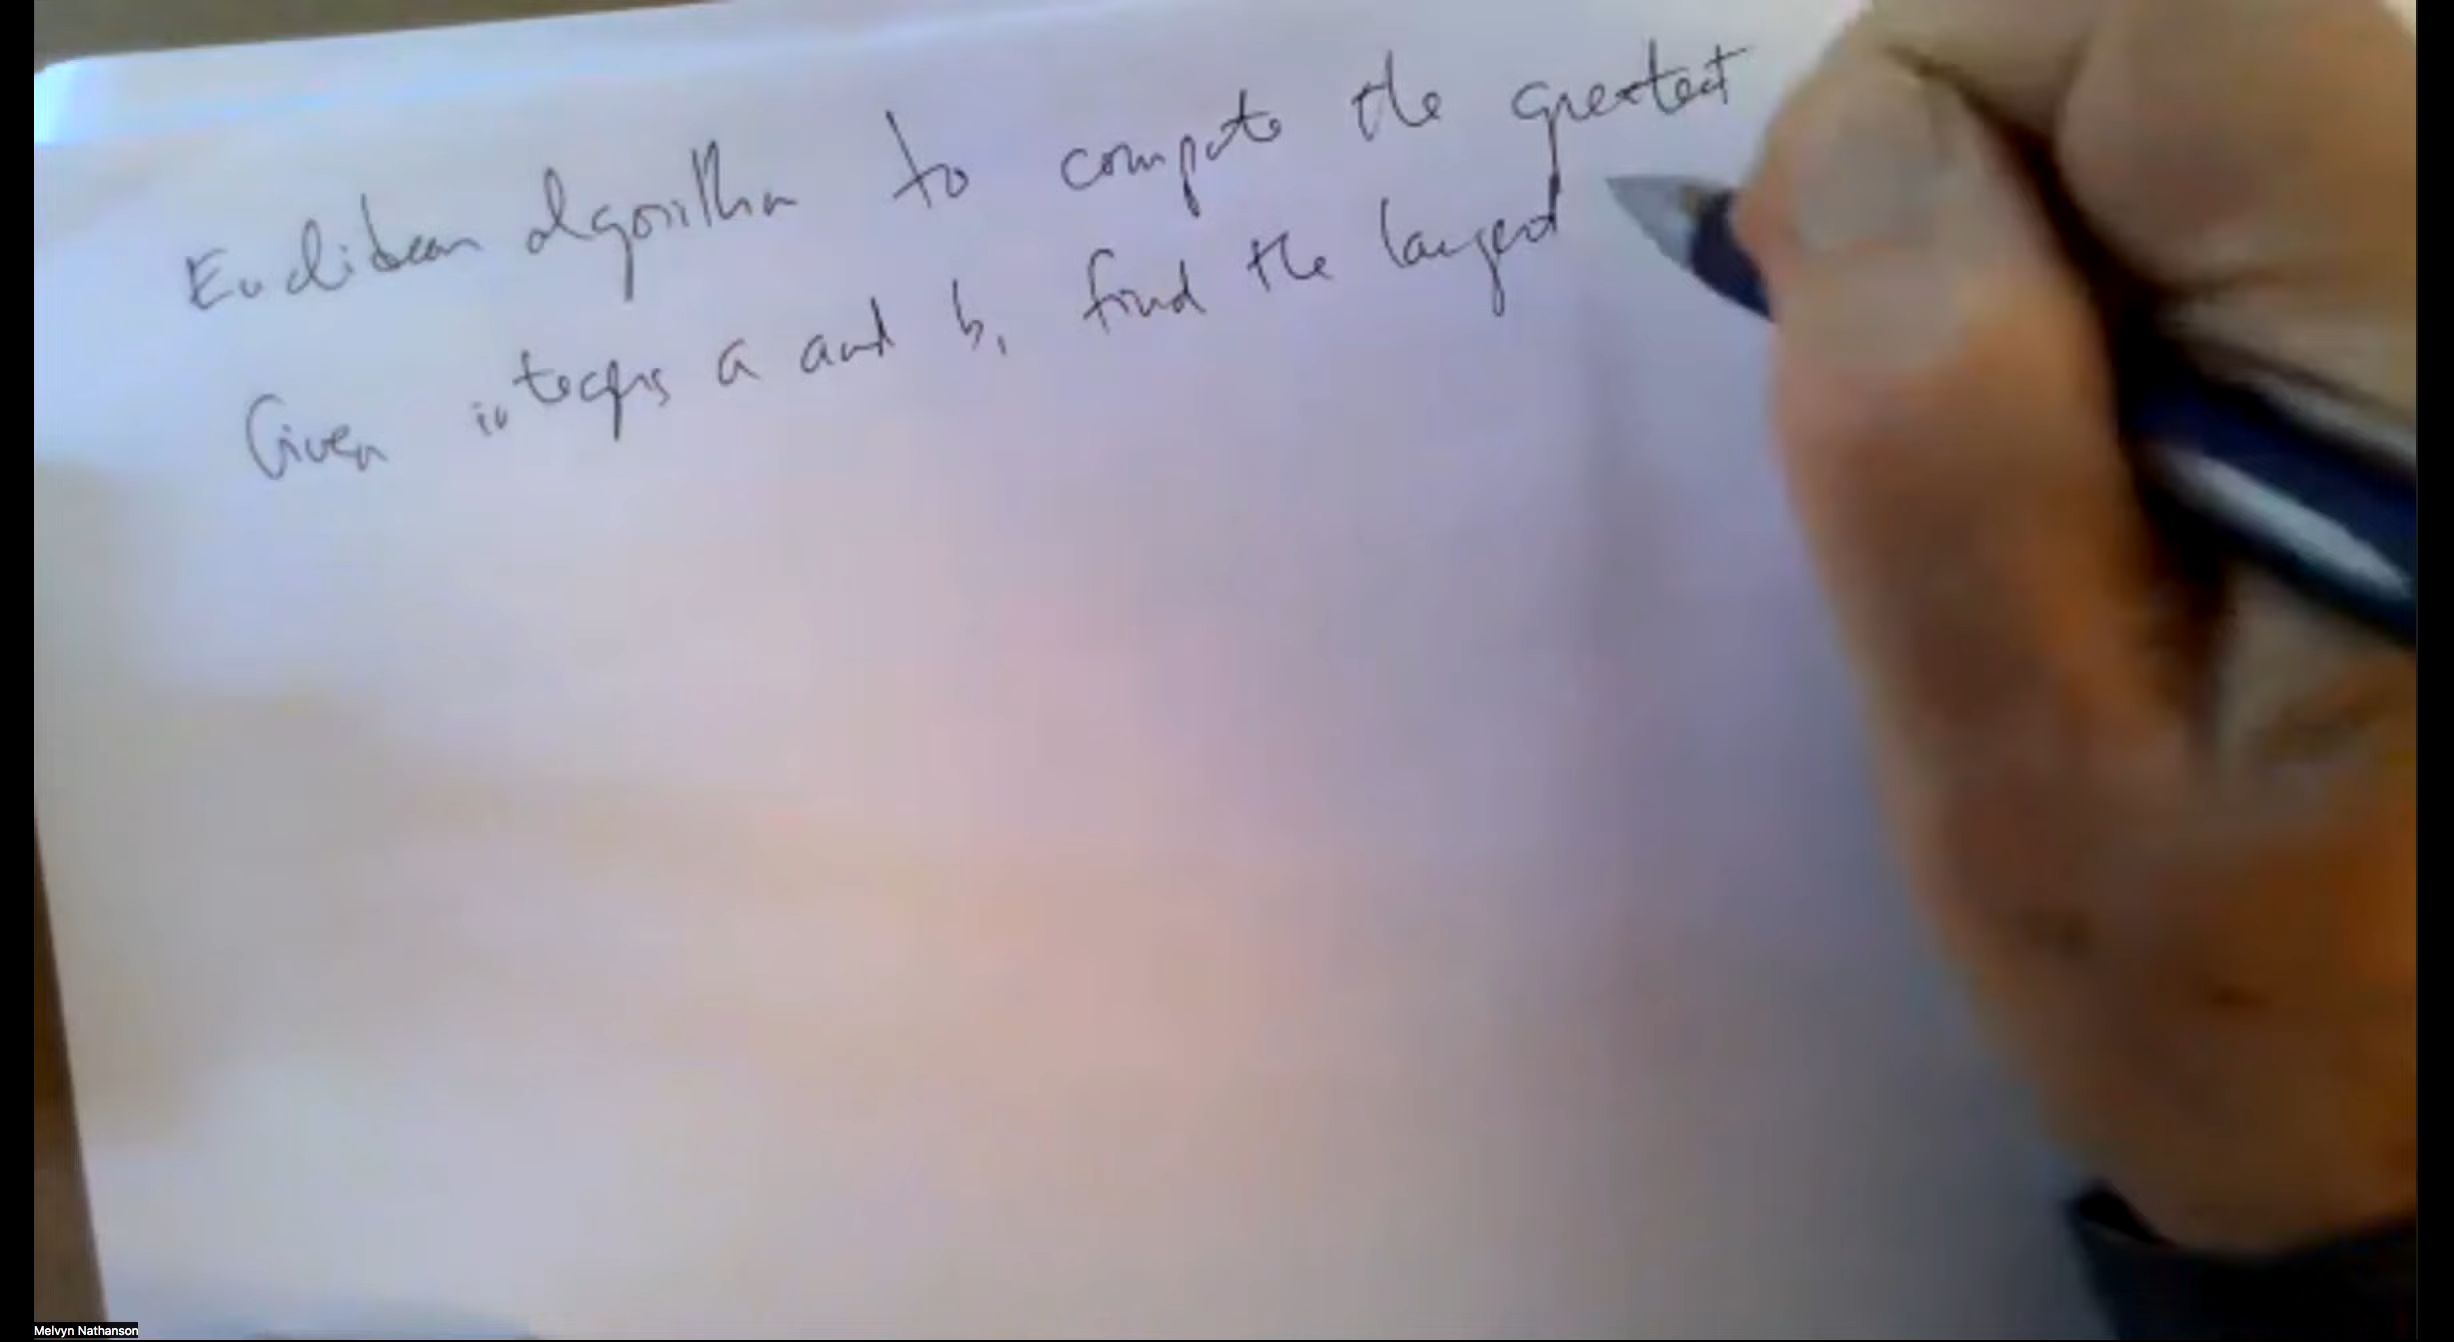 Euclidean algorithm to compute the greatest
Given integers a and b, find the largest
Melvyn Nathanson